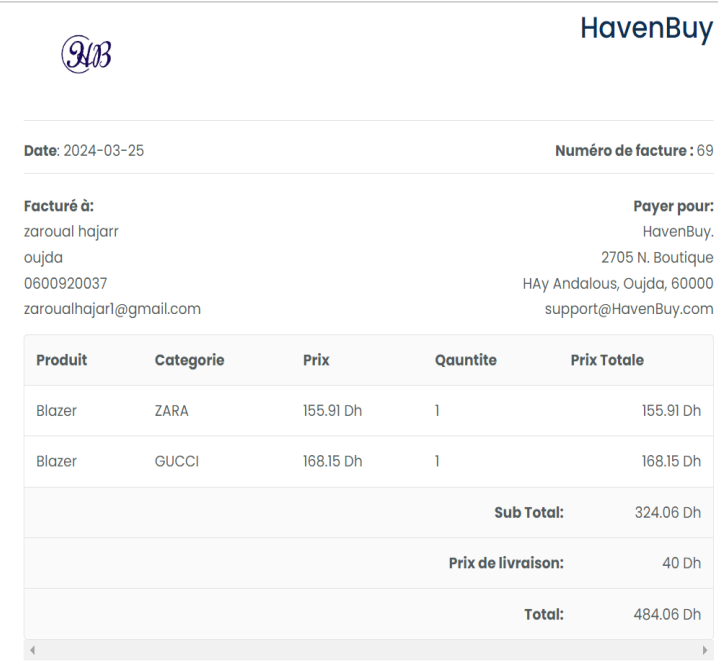 HB
HavenBuy
Date: 2024-03-25
Numéro de facture : 69
Facturé à:
zaroual hajarr
oujda
0600920037
zaroualhajar1@gmail.com
Payer pour:
HavenBuy.
2705 N. Boutique
HAy Andalous, Oujda, 60000
support@HavenBuy.com
Produit Categorie Prix Qauntite Prix Totale
Blazer ZARA 155.91 Dh 1 155.91 Dh
Blazer GUCCI 168.15 Dh 1 168.15 Dh
Sub Total: 324.06 Dh
Prix de livraison: 40 Dh
Total: 484.06 Dh